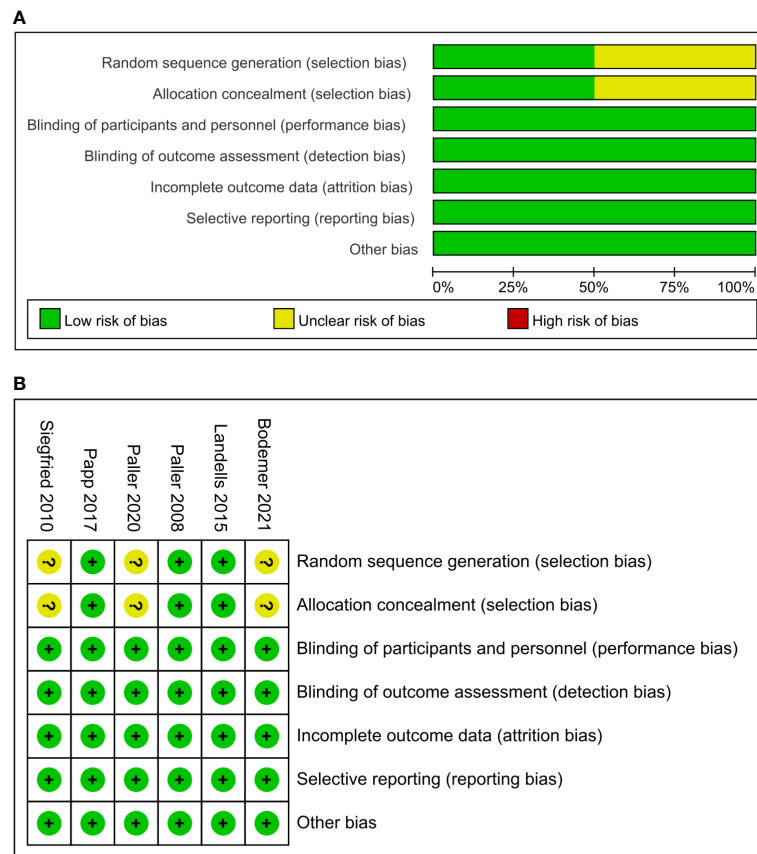 A
Random sequence generation (selection bias)
Allocation concealment (selection bias)
Blinding of participants and personnel (performance bias)
Blinding of outcome assessment (detection bias)
Incomplete outcome data (attrition bias)
Selective reporting (reporting bias)
Other bias
0% 25% 50% 75% 100%
Low risk of bias Unclear risk of bias High risk of bias
B
Siegfried 2010
Papp 2017
Paller 2020
Paller 2008
Landells 2015
Bodemer 2021
? + ? + + ? Random sequence generation (selection bias)
? + ? + + ? Allocation concealment (selection bias)
+ + + + + + Blinding of participants and personnel (performance bias)
+ + + + + + Blinding of outcome assessment (detection bias)
+ + + + + + Incomplete outcome data (attrition bias)
+ + + + + + Selective reporting (reporting bias)
+ + + + + + Other bias